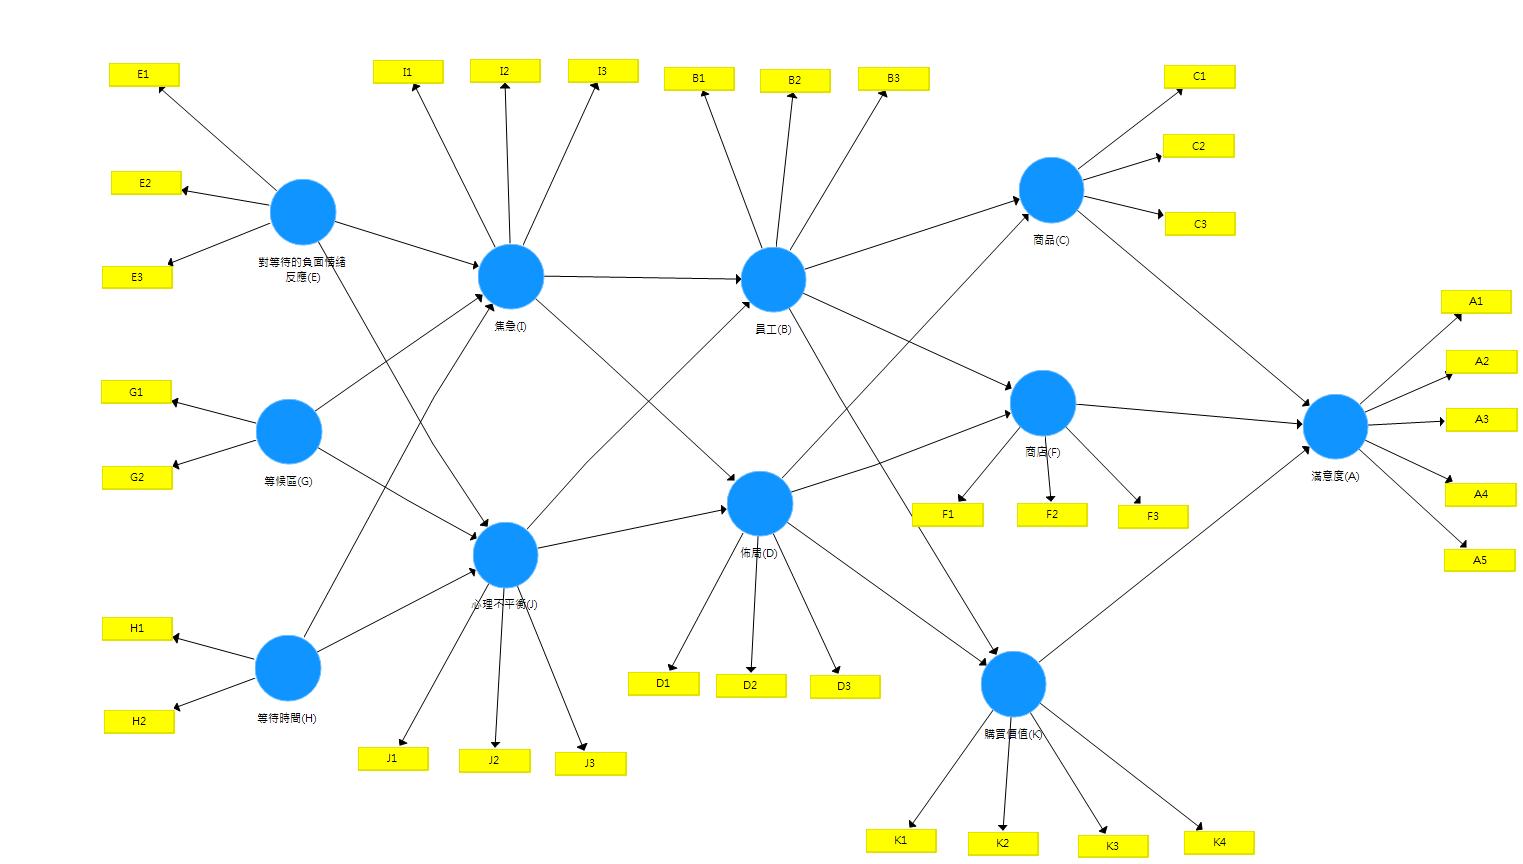 E1
I1
I2
I3
B1
B2
B3
C1
C2
C3
E2
E3
對等待的負面情緒
反應(E)
焦急(I)
員工(B)
商品(C)
A1
A2
A3
A4
A5
G1
G2
等候區(G)
商店(F)
滿意度(A)
F1
F2
F3
佈局(D)
心理不平衡(J)
H1
H2
等待時間(H)
D1
D2
D3
購買價值(K)
J1
J2
J3
K1
K2
K3
K4